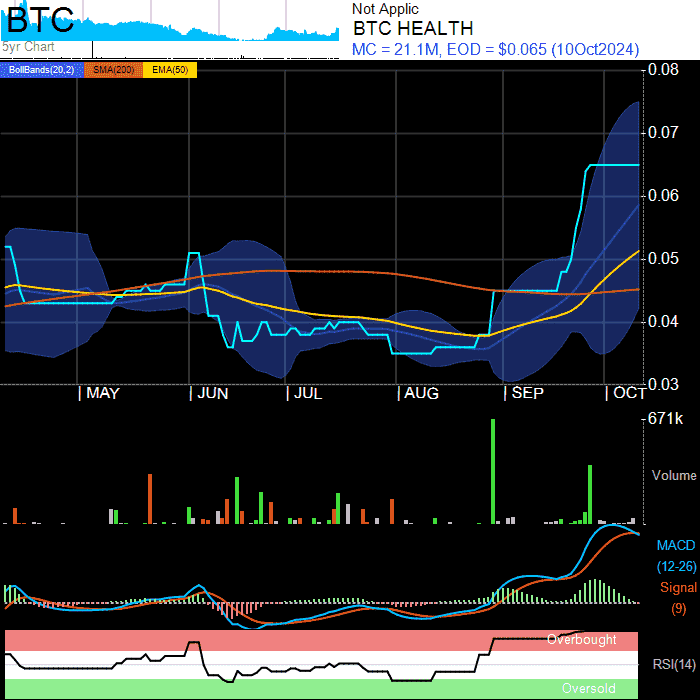 BTC
5yr Chart
Not Applic
BTC HEALTH
MC = 21.1M, EOD = $0.065 (10Oct2024)
BollBands(20,2) SMA(200) EMA(50)
0.08
0.07
0.06
0.05
0.04
0.03
MAY JUN JUL AUG SEP OCT
671k
Volume
MACD
(12-26)
Signal
(9)
Overbought
RSI(14)
Oversold